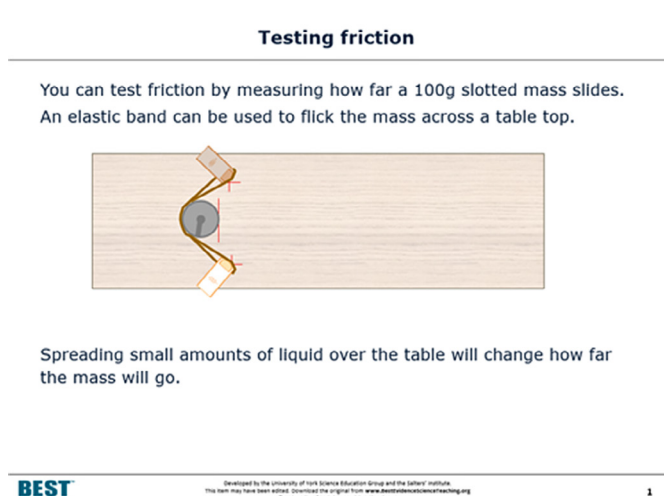 Testing friction
You can test friction by measuring how far a 100g slotted mass slides.
An elastic band can be used to flick the mass across a table top.
Spreading small amounts of liquid over the table will change how far
the mass will go.
BEST™
Developed by the University of York Science Education Group and the Salters' Institute.
This item may have been edited. Download the original from www.BestEvidenceScienceTeaching.org
1